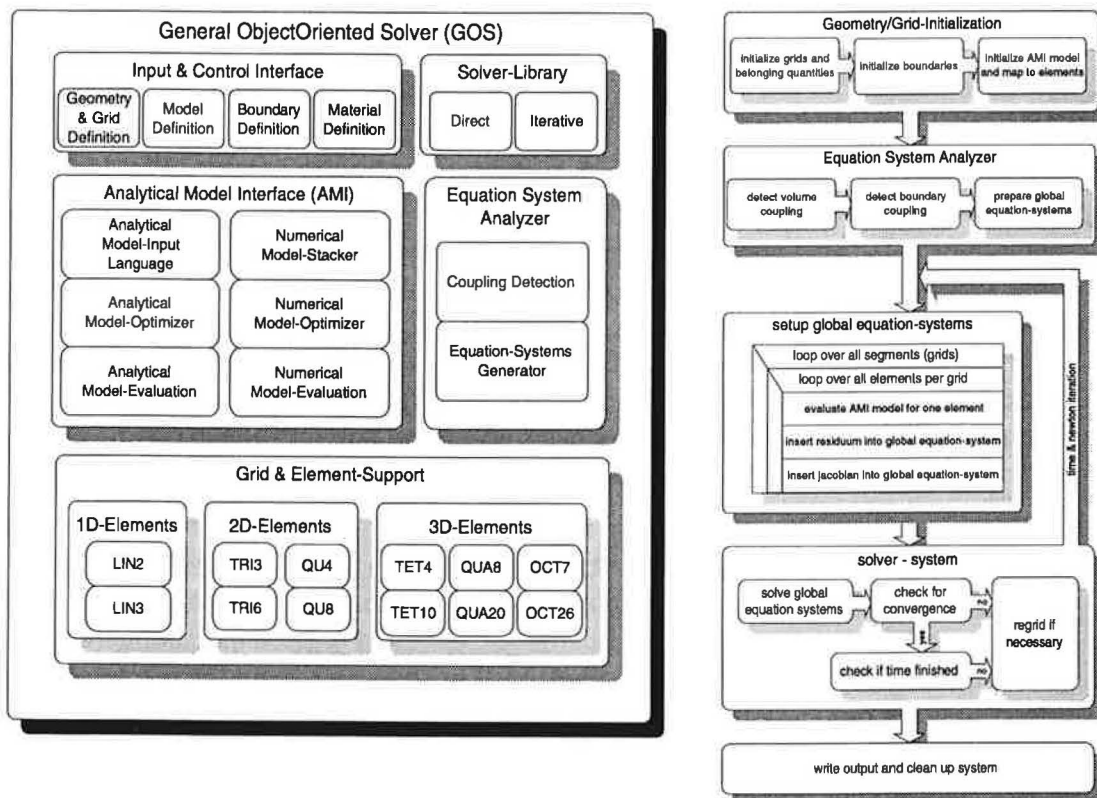 General ObjectOriented Solver (GOS)
Input & Control Interface
Geometry
& Grid
Definition
Model
Definition
Boundary
Definition
Material
Definition
Solver-Library
Direct
Iterative
Analytical Model Interface (AMI)
Analytical
Model-Input
Language
Numerical
Model-Stacker
Analytical
Model-Optimizer
Numerical
Model-Optimizer
Analytical
Model-Evaluation
Numerical
Model-Evaluation
Equation System
Analyzer
Coupling Detection
Equation-Systems
Generator
Grid & Element-Support
1D-Elements
LIN2
LIN3
2D-Elements
TRI3
QU4
TRI6
QU8
3D-Elements
TET4
QUA8
OCT7
TET10
QUA20
OCT26
Geometry/Grid-Initialization
initialize grids and
belonging quantities
initialize boundaries
initialize AMI model
and map to elements
Equation System Analyzer
detect volume
coupling
detect boundary
coupling
prepare global
equation-systems
setup global equation-systems
loop over all segments (grids)
loop over all elements per grid
evaluate AMI model for one element
insert residuum into global equation-system
insert jacobian into global equation-system
time & newton iteration
solver - system
solve global
equation systems
check for
convergence
no
yes
regrid if
necessary
check if time finished
no
write output and clean up system